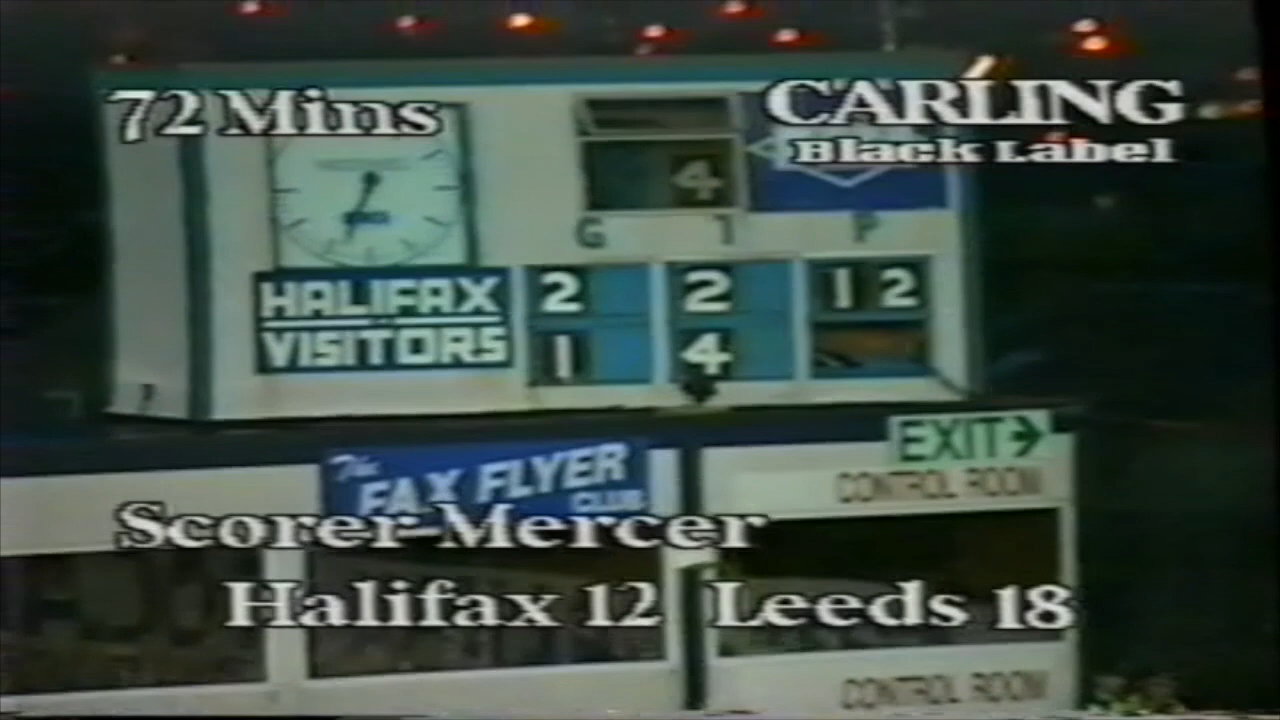 72 Mins
CARLING
Black Label
4
G T P
HALIFAX 2 2 12
VISITORS 1 4
EXIT
The
FAX FLYER
CLUB
CONTROL ROOM
Scorer-Mercer
Halifax 12 Leeds 18
CONTROL ROOM